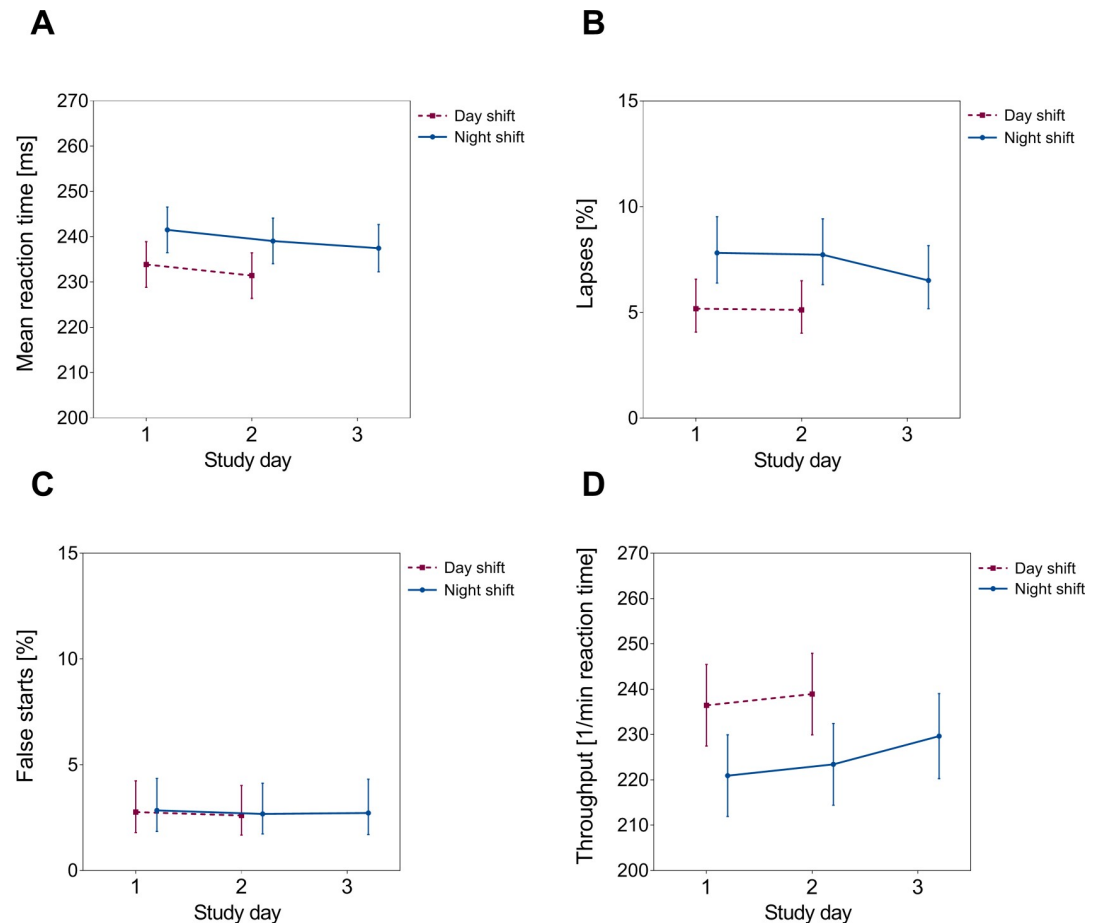 A
Mean reaction time [ms]
270
260
250
240
230
220
210
200
1 2 3
Study day
Day shift
Night shift
B
Lapses [%]
15
10
5
0
1 2 3
Study day
Day shift
Night shift
C
False starts [%]
15
10
5
0
1 2 3
Study day
Day shift
Night shift
D
Throughput [1/min reaction time]
270
260
250
240
230
220
210
200
1 2 3
Study day
Day shift
Night shift